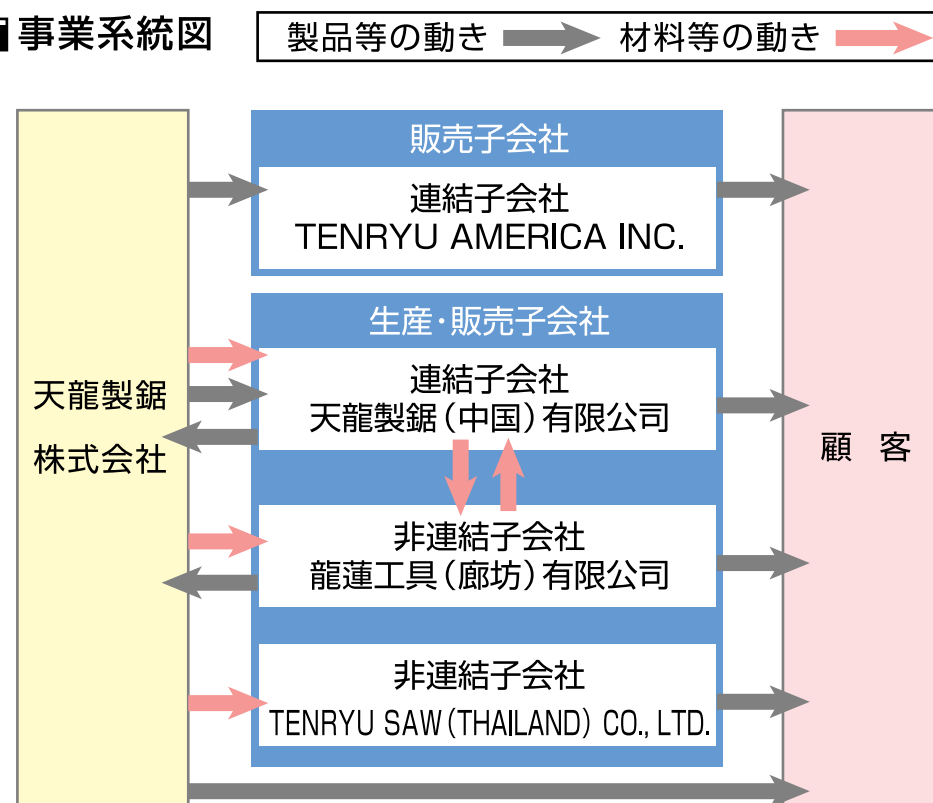 ■事業系統図
製品等の動き 材料等の動き
販売子会社
連結子会社
TENRYU AMERICA INC.
生産・販売子会社
連結子会社
天龍製鋸（中国）有限公司
天龍製鋸
株式会社
顧 客
非連結子会社
龍蓮工具（廊坊）有限公司
非連結子会社
TENRYU SAW（THAILAND） CO., LTD.